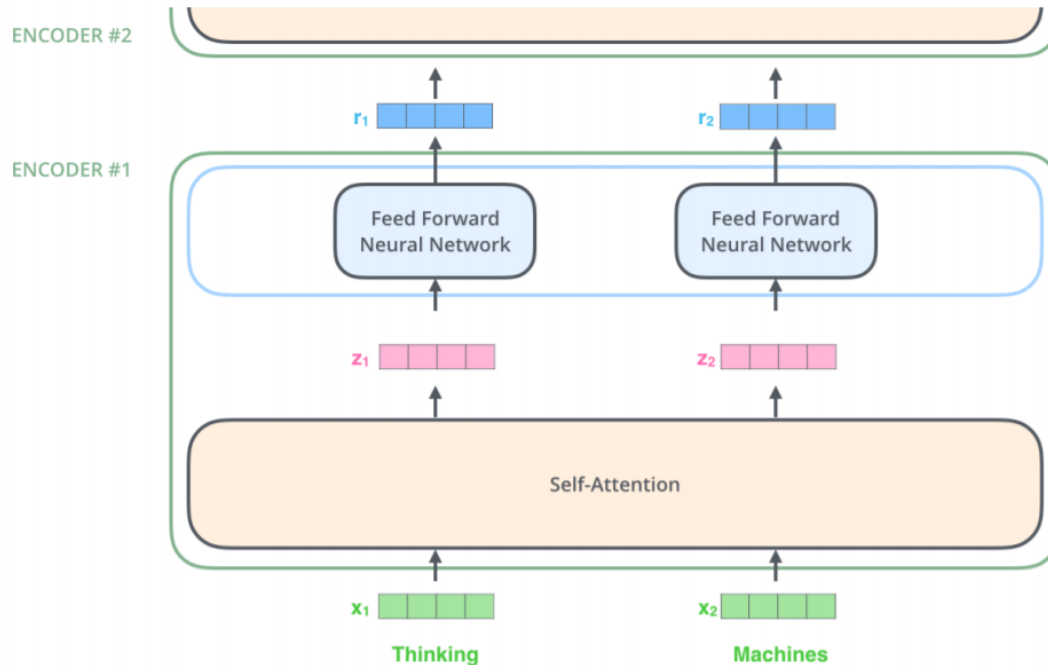 ENCODER #2
r₁
r₂
ENCODER #1
Feed Forward
Neural Network
Feed Forward
Neural Network
z₁
z₂
Self-Attention
x₁
x₂
Thinking
Machines